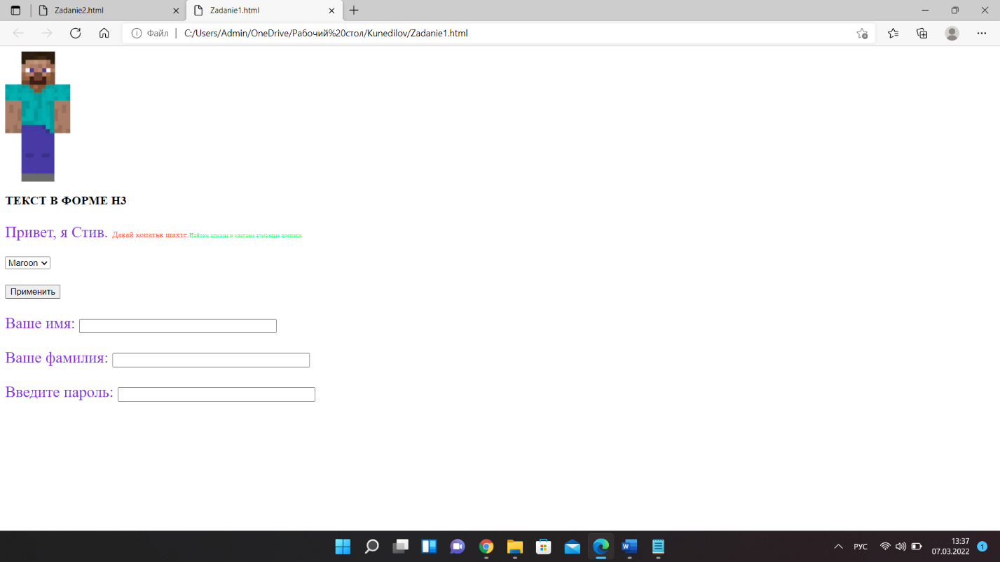 Zadanie2.html
Zadanie1.html
Файл
C:/Users/Admin/OneDrive/Рабочий%20стол/Kunedilov/Zadanie1.html
ТЕКСТ В ФОРМЕ H3
Привет, я Стив. Давай копатьв шахте.Найдем алмазы и сделаем алмазные доспехи.
Maroon
Применить
Ваше имя:
Ваше фамилия:
Введите пароль:
W
РУС
13:37
07.03.2022
1